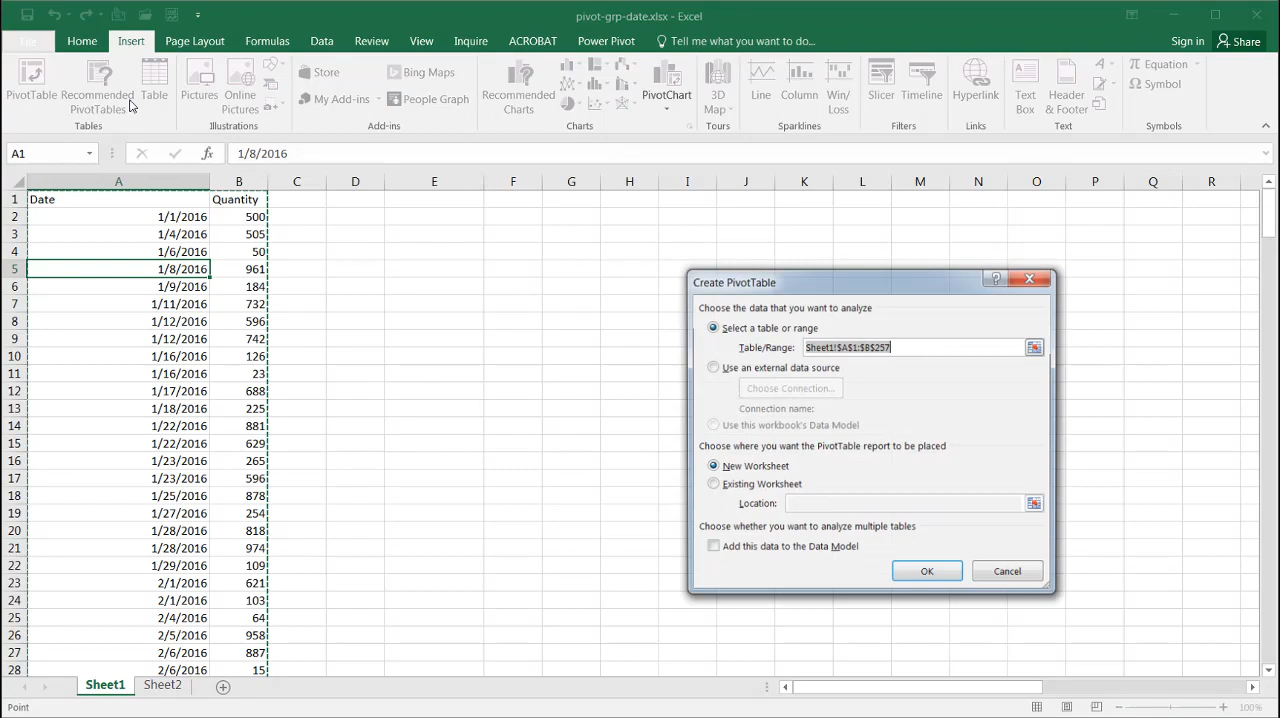 pivot-grp-date.xlsx - Excel
Home Insert Page Layout Formulas Data Review View Inquire ACROBAT Power Pivot Tell me what you want to do... Sign in Share
PivotTable Recommended PivotTables Table
Tables
Pictures Online Pictures
Illustrations
Store
My Add-ins
Bing Maps
People Graph
Add-ins
Recommended Charts
PivotChart
Charts
3D Map
Tours
Line Column Win/Loss
Sparklines
Slicer Timeline
Filters
Hyperlink
Links
Text Box Header & Footer
Text
Equation
Symbol
Symbols
A1 fx 1/8/2016
A B C D E F G H I J K L M N O P Q R
1 Date Quantity
2 1/1/2016 500
3 1/4/2016 505
4 1/6/2016 50
5 1/8/2016 961
6 1/9/2016 184
7 1/11/2016 732
8 1/12/2016 596
9 1/12/2016 742
10 1/16/2016 126
11 1/16/2016 23
12 1/17/2016 688
13 1/18/2016 225
14 1/22/2016 881
15 1/22/2016 629
16 1/23/2016 265
17 1/23/2016 596
18 1/25/2016 878
19 1/27/2016 254
20 1/28/2016 818
21 1/28/2016 974
22 1/29/2016 109
23 2/1/2016 621
24 2/1/2016 103
25 2/4/2016 64
26 2/5/2016 958
27 2/6/2016 887
28 2/6/2016 15
Create PivotTable
?
Choose the data that you want to analyze
Select a table or range
Table/Range: Sheet1!$A$1:$B$257
Use an external data source
Choose Connection...
Connection name:
Use this workbook's Data Model
Choose where you want the PivotTable report to be placed
New Worksheet
Existing Worksheet
Location:
Choose whether you want to analyze multiple tables
Add this data to the Data Model
OK Cancel
Sheet1 Sheet2
Point
100%